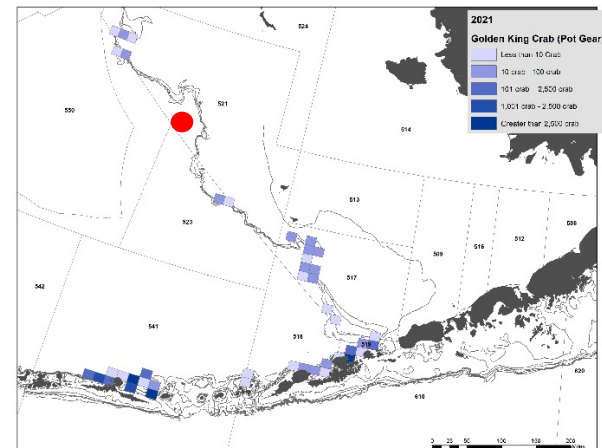 2021
Golden King Crab (Pot Gear)
Less than 10 Crab
10 crab - 100 crab
101 crab - 2,500 crab
1,001 crab - 2,500 crab
Greater than 2,500 crab
524
550
521
514
513
523
509
516
512
508
542
517
541
518
519
610
620
0 25 50 100 150 200